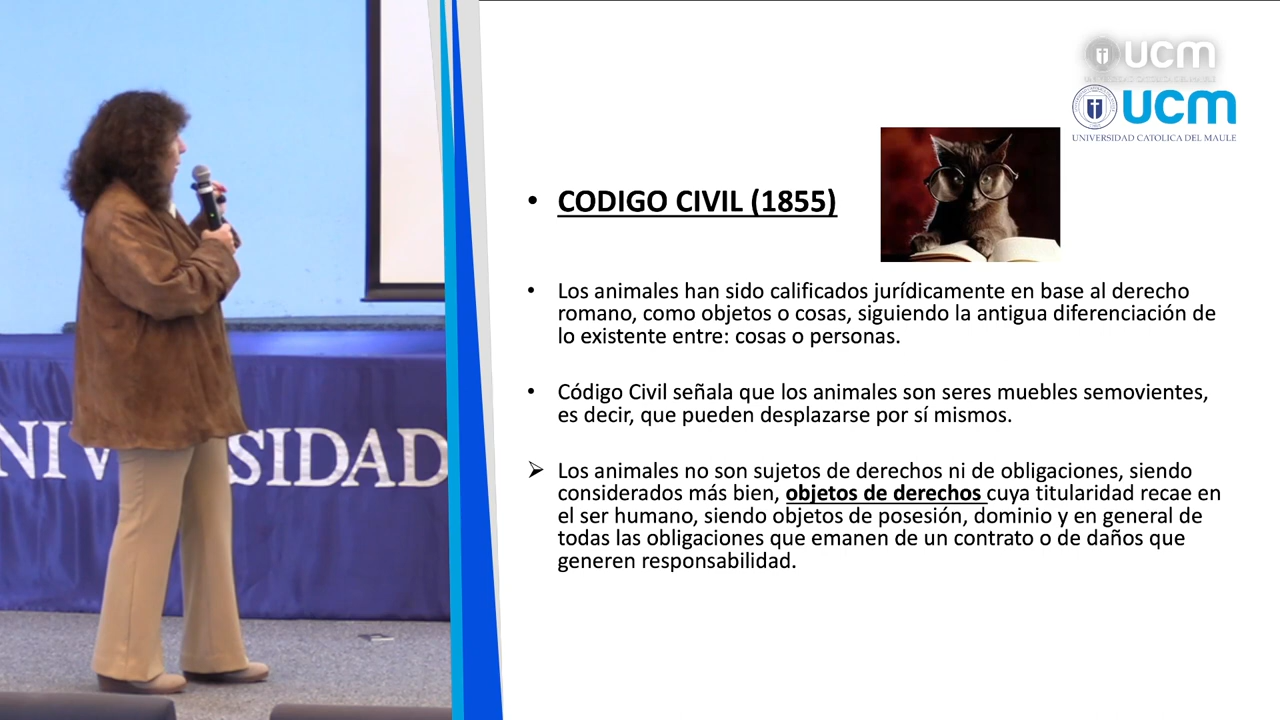 NIV SIDAD
ucm
UNIVERSIDAD CATOLICA DEL MAULE
ucm
UNIVERSIDAD CATOLICA DEL MAULE
• CODIGO CIVIL (1855)
• Los animales han sido calificados jurídicamente en base al derecho
romano, como objetos o cosas, siguiendo la antigua diferenciación de
lo existente entre: cosas o personas.
• Código Civil señala que los animales son seres muebles semovientes,
es decir, que pueden desplazarse por sí mismos.
➢ Los animales no son sujetos de derechos ni de obligaciones, siendo
considerados más bien, objetos de derechos cuya titularidad recae en
el ser humano, siendo objetos de posesión, dominio y en general de
todas las obligaciones que emanen de un contrato o de daños que
generen responsabilidad.